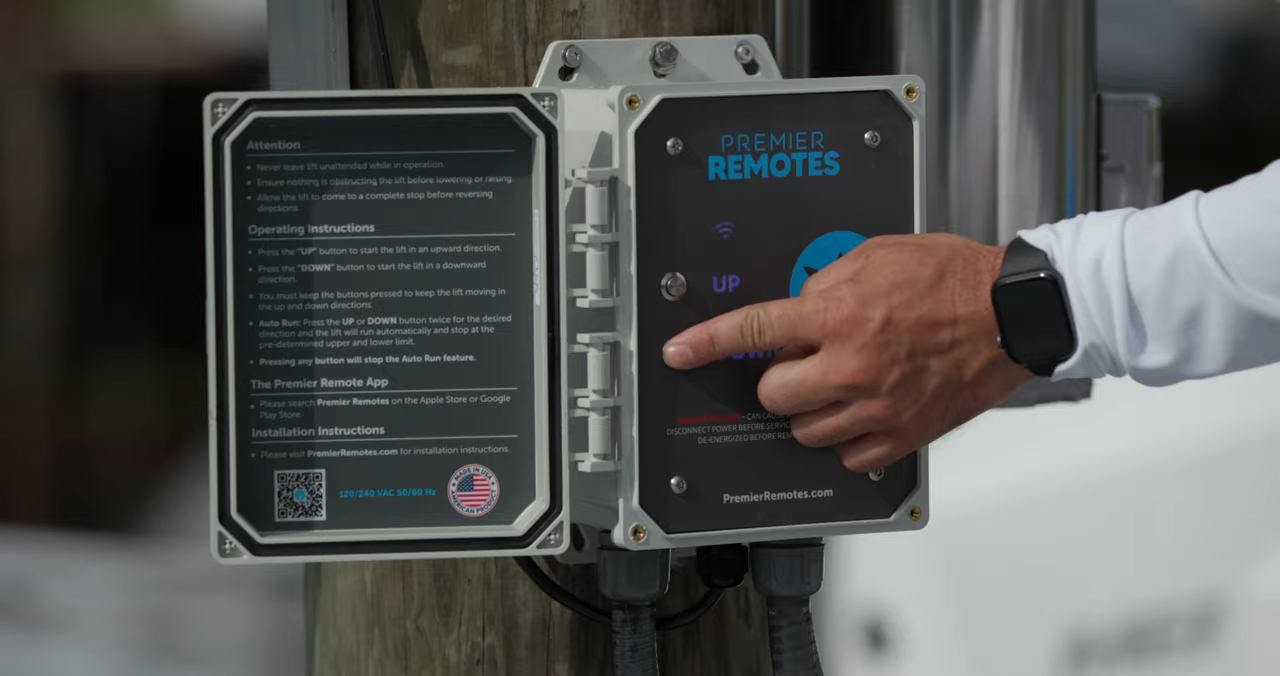 Attention
• Never leave lift unattended while in operation.
• Ensure nothing is obstructing the lift before lowering or raising.
• Allow the lift to come to a complete stop before reversing
directions.
Operating Instructions
• Press the "UP" button to start the lift in an upward direction.
• Press the "DOWN" button to start the lift in a downward
direction.
• You must keep the buttons pressed to keep the lift moving in
the up and down directions.
• Auto Run: Press the UP or DOWN button twice for the desired
direction and the lift will run automatically and stop at the
pre-determined upper and lower limit.
• Pressing any button will stop the Auto Run feature.
The Premier Remote App
• Please search Premier Remotes on the Apple Store or Google
Play Store.
Installation Instructions
• Please visit PremierRemotes.com for installation instructions.
120/240 VAC 50/60 Hz
MADE IN USA
AMERICAN PRODUCT
PREMIER
REMOTES
UP
DOWN
– CAN CAUSE
DISCONNECT POWER BEFORE
DE-ENERGIZED BEFORE
PremierRemotes.com